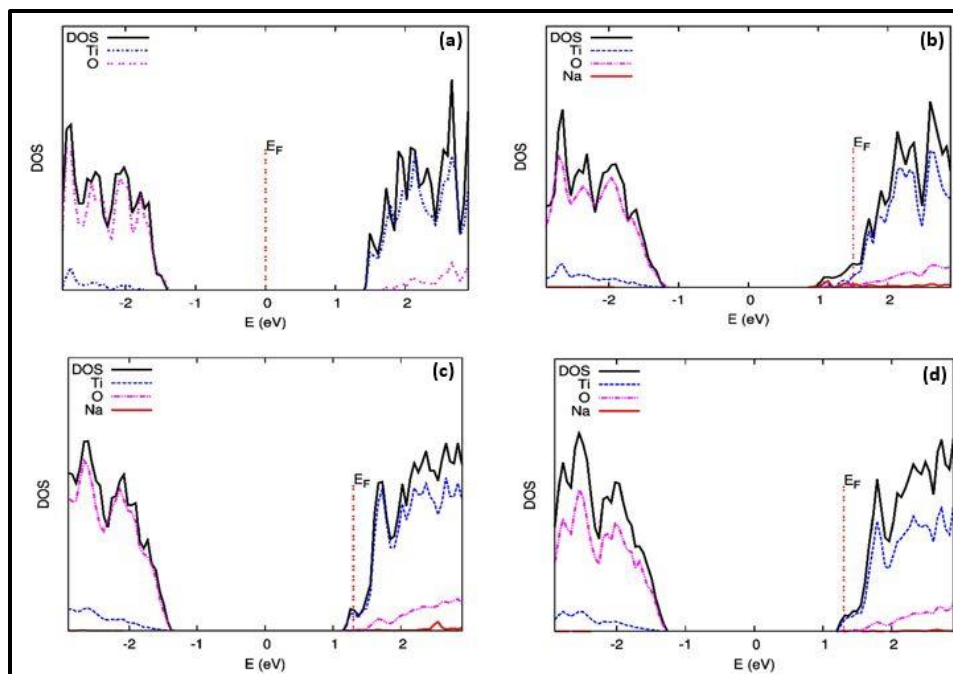 (a)
DOS
Ti
O
E_F
DOS
-2 -1 0 1 2
E (eV)
(b)
DOS
Ti
O
Na
E_F
DOS
-2 -1 0 1 2
E (eV)
(c)
DOS
Ti
O
Na
E_F
DOS
-2 -1 0 1 2
E (eV)
(d)
DOS
Ti
O
Na
E_F
DOS
-2 -1 0 1 2
E (eV)